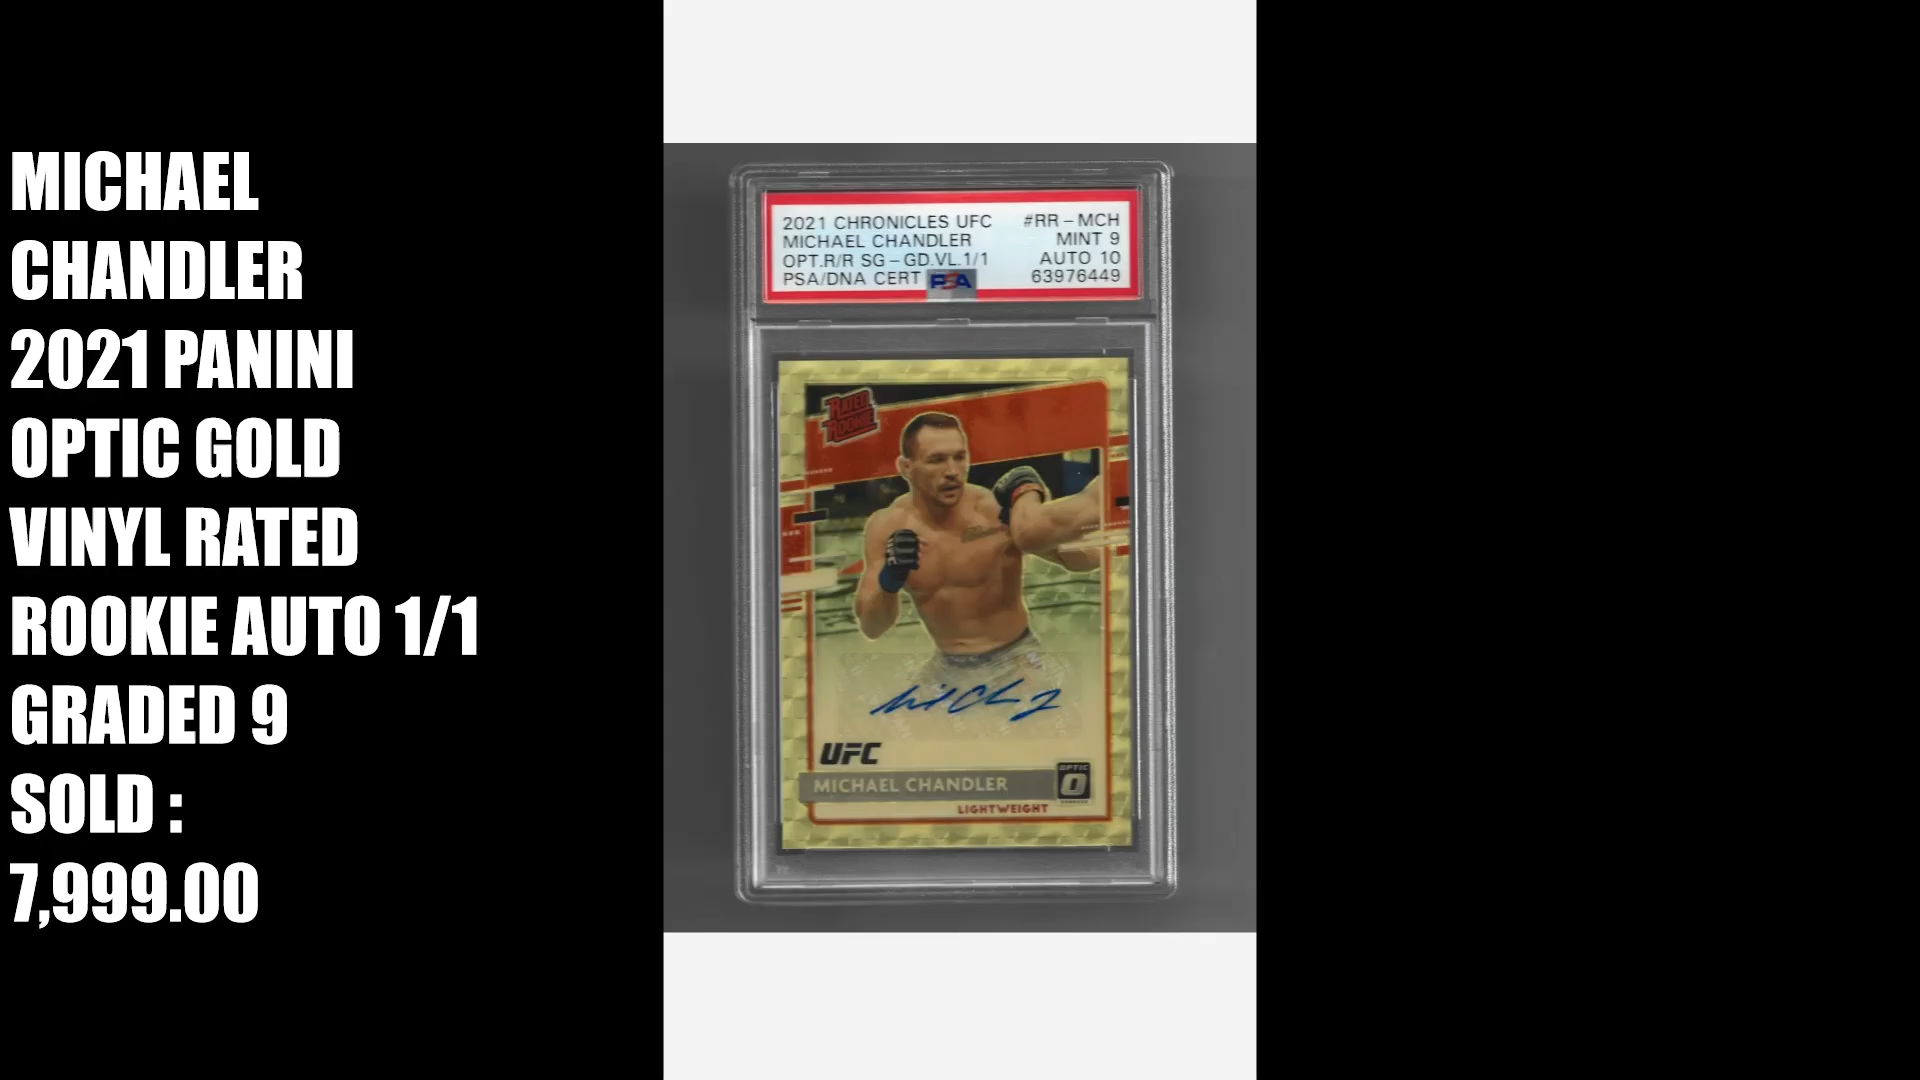 MICHAEL
CHANDLER
2021 PANINI
OPTIC GOLD
VINYL RATED
ROOKIE AUTO 1/1
GRADED 9
SOLD :
7,999.00
2021 CHRONICLES UFC #RR-MCH
MICHAEL CHANDLER MINT 9
OPT.R/R SG-GD.VL.1/1 AUTO 10
PSA/DNA CERT PSA 63976449
RATED
ROOKIE
UFC
MICHAEL CHANDLER
OPTIC
LIGHTWEIGHT